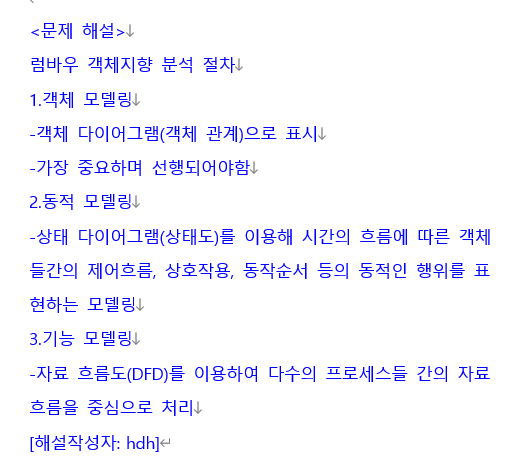 <문제 해설>
럼바우 객체지향 분석 절차
1.객체 모델링
-객체 다이어그램(객체 관계)으로 표시
-가장 중요하며 선행되어야함
2.동적 모델링
-상태 다이어그램(상태도)를 이용해 시간의 흐름에 따른 객체
들간의 제어흐름, 상호작용, 동작순서 등의 동적인 행위를 표
현하는 모델링
3.기능 모델링
-자료 흐름도(DFD)를 이용하여 다수의 프로세스들 간의 자료
흐름을 중심으로 처리
[해설작성자: hdh]